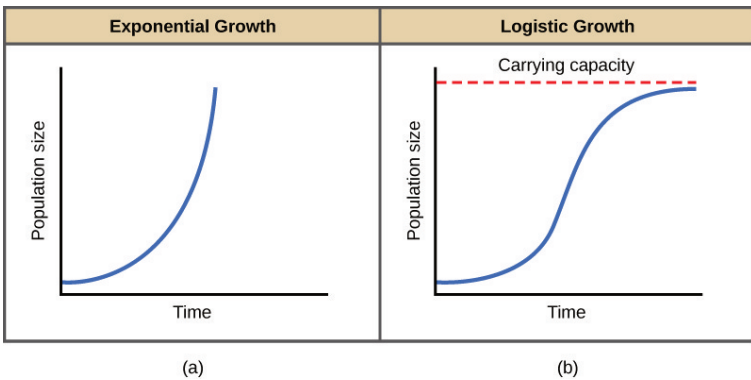 Exponential Growth
Population size
Time
(a)
Logistic Growth
Carrying capacity
Population size
Time
(b)